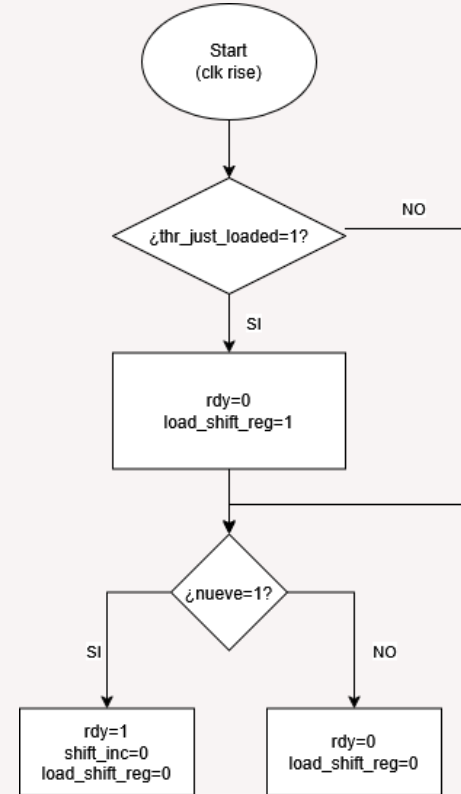 Start
(clk rise)
¿thr_just_loaded=1?
NO
SI
rdy=0
load_shift_reg=1
¿nueve=1?
SI
NO
rdy=1
shift_inc=0
load_shift_reg=0
rdy=0
load_shift_reg=0